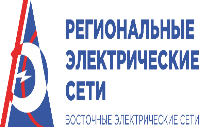 РЕГИОНАЛЬНЫЕ
ЭЛЕКТРИЧЕСКИЕ
СЕТИ
ВОСТОЧНЫЕ ЭЛЕКТРИЧЕСКИЕ СЕТИ